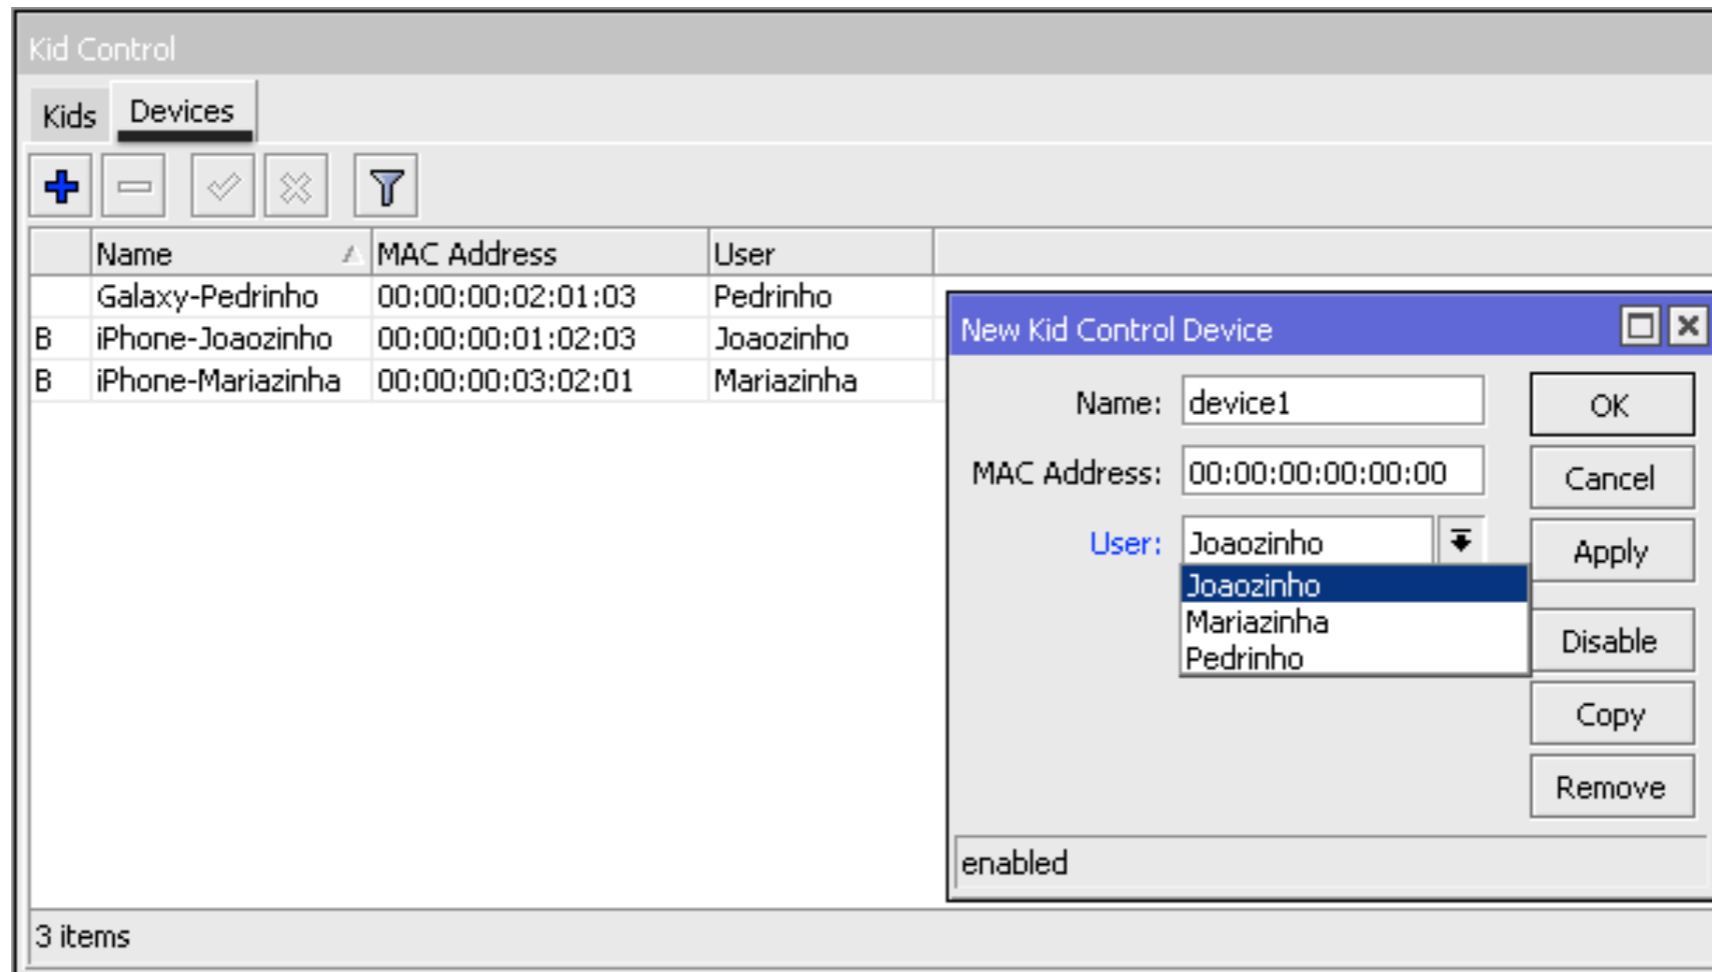 Kid Control
Kids Devices
Name MAC Address User
Galaxy-Pedrinho 00:00:00:02:01:03 Pedrinho
B iPhone-Joaozinho 00:00:00:01:02:03 Joaozinho
B iPhone-Mariazinha 00:00:00:03:02:01 Mariazinha
New Kid Control Device
Name: device1 OK
MAC Address: 00:00:00:00:00:00 Cancel
User: Joaozinho Apply
Joaozinho
Mariazinha
Pedrinho
Disable
Copy
Remove
enabled
3 items